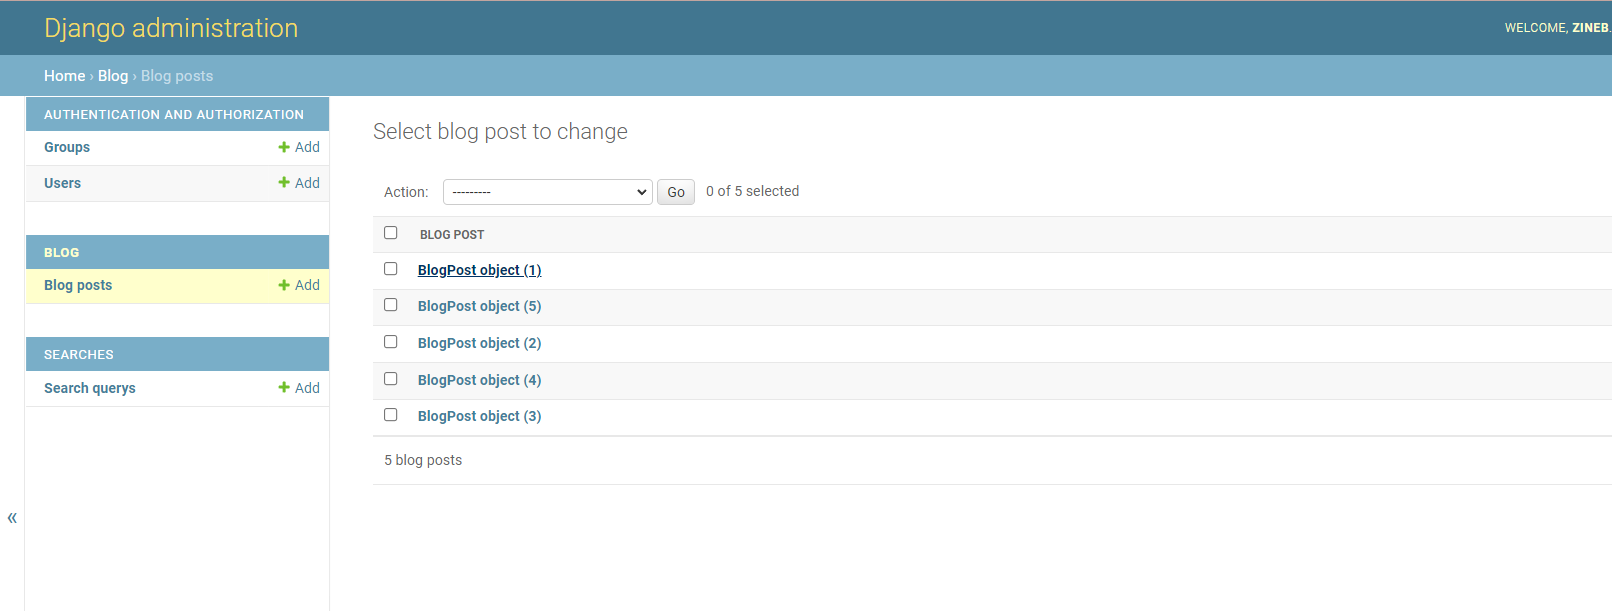 Django administration
WELCOME, ZINEB.
Home › Blog › Blog posts
AUTHENTICATION AND AUTHORIZATION
Groups + Add
Users + Add
BLOG
Blog posts + Add
SEARCHES
Search querys + Add
«
Select blog post to change
Action: --------- Go 0 of 5 selected
BLOG POST
BlogPost object (1)
BlogPost object (5)
BlogPost object (2)
BlogPost object (4)
BlogPost object (3)
5 blog posts